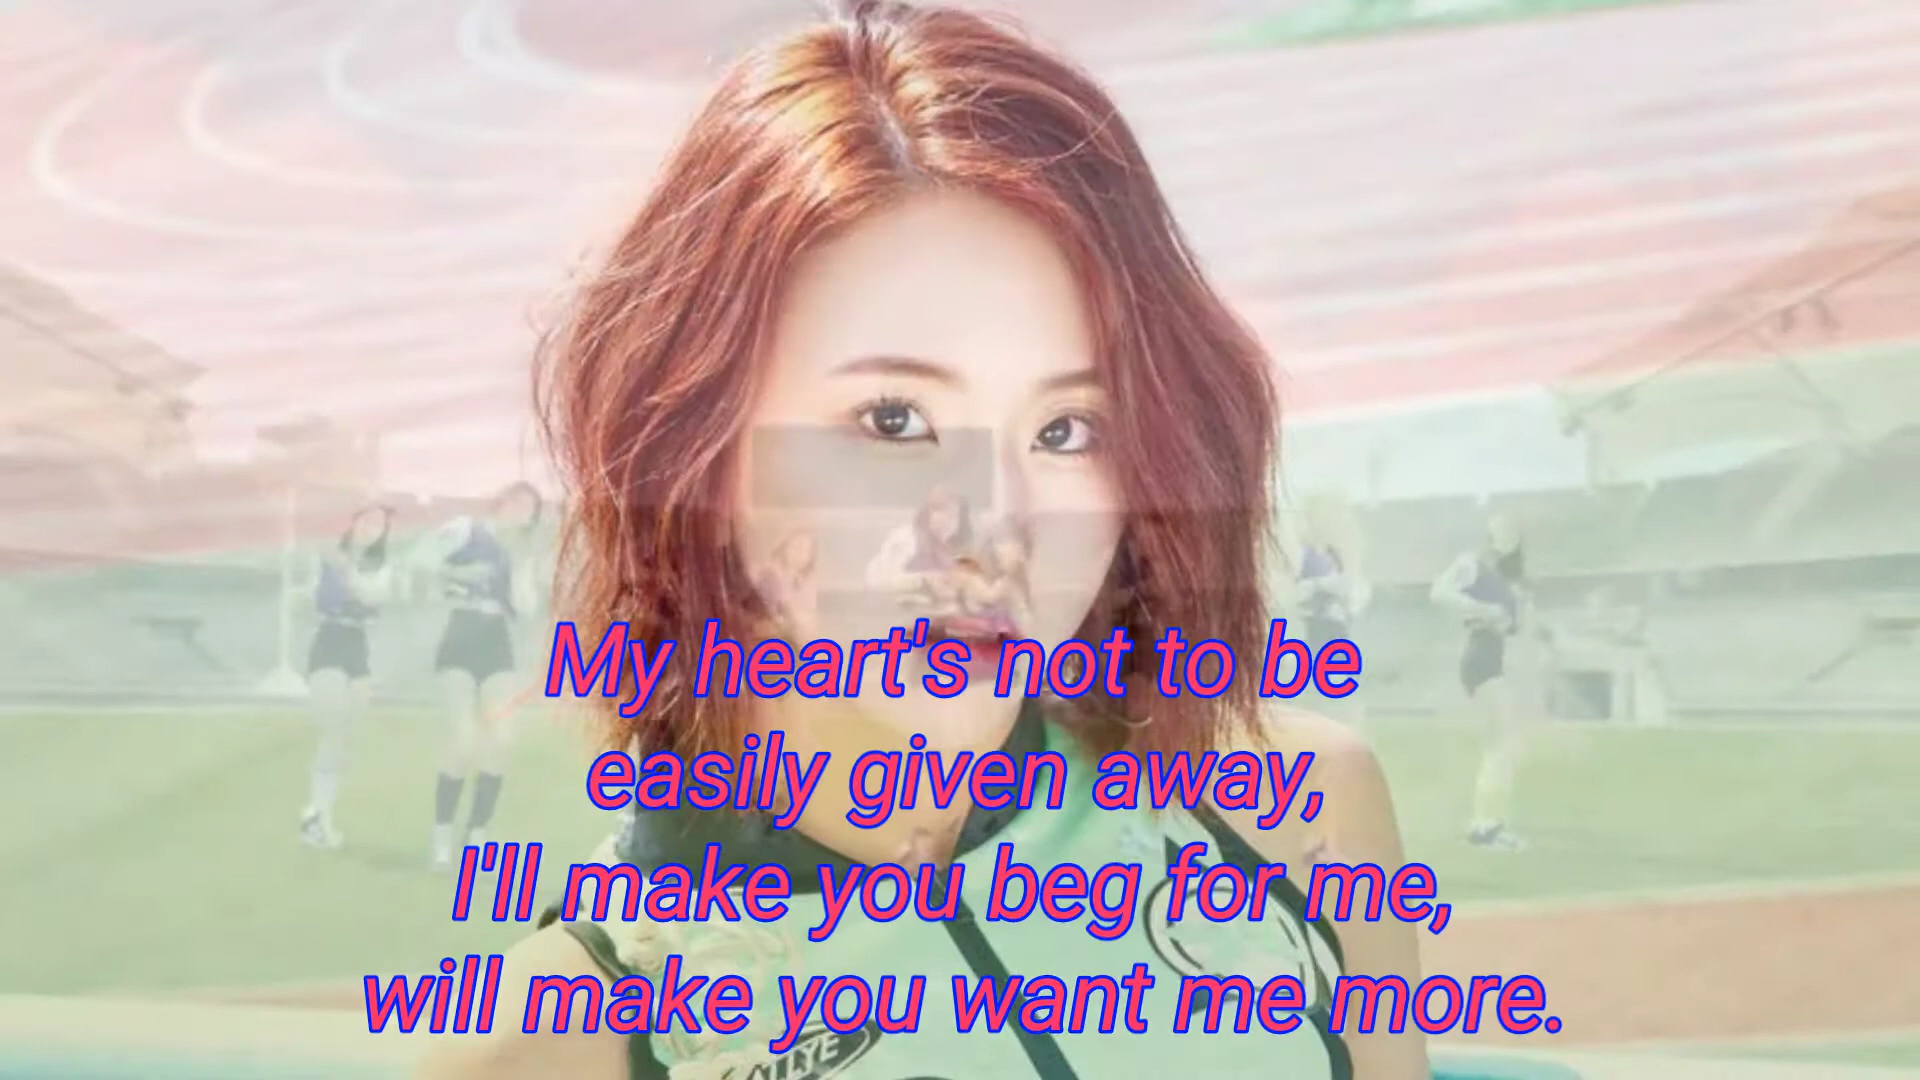 My heart's not to be
easily given away,
I'll make you beg for me,
will make you want me more.